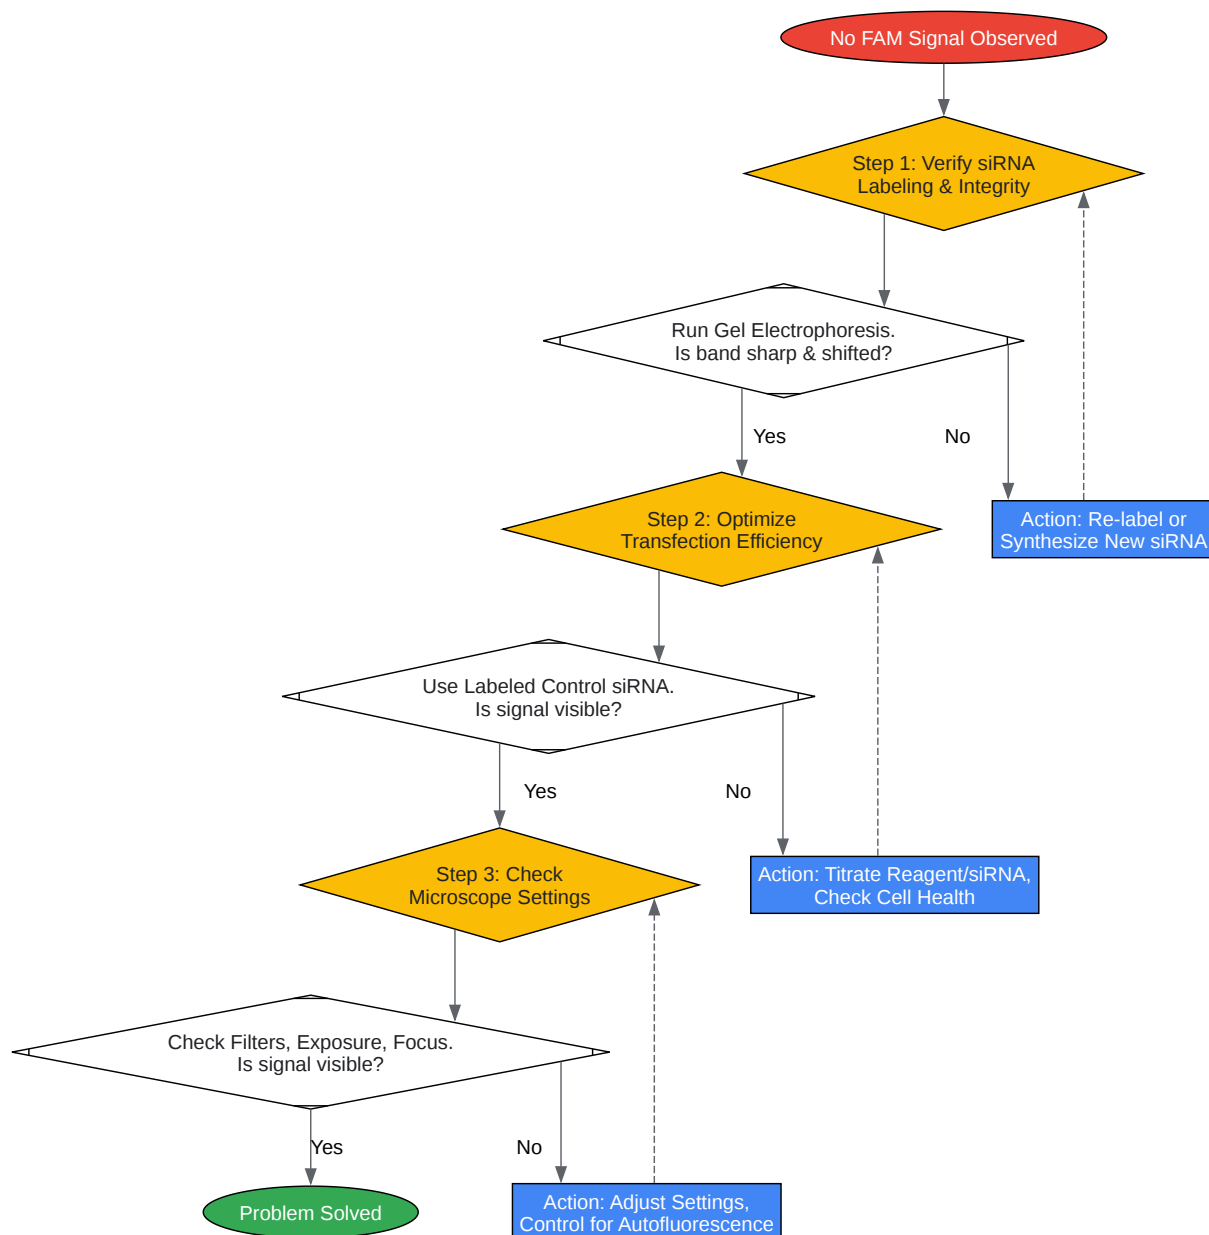 No FAM Signal Observed
Step 1: Verify siRNA
Labeling & Integrity
Run Gel Electrophoresis.
Is band sharp & shifted?
Yes
No
Step 2: Optimize
Transfection Efficiency
Action: Re-label or
Synthesize New siRNA
Use Labeled Control siRNA.
Is signal visible?
Yes
No
Step 3: Check
Microscope Settings
Action: Titrate Reagent/siRNA,
Check Cell Health
Check Filters, Exposure, Focus.
Is signal visible?
Yes
No
Problem Solved
Action: Adjust Settings,
Control for Autofluorescence